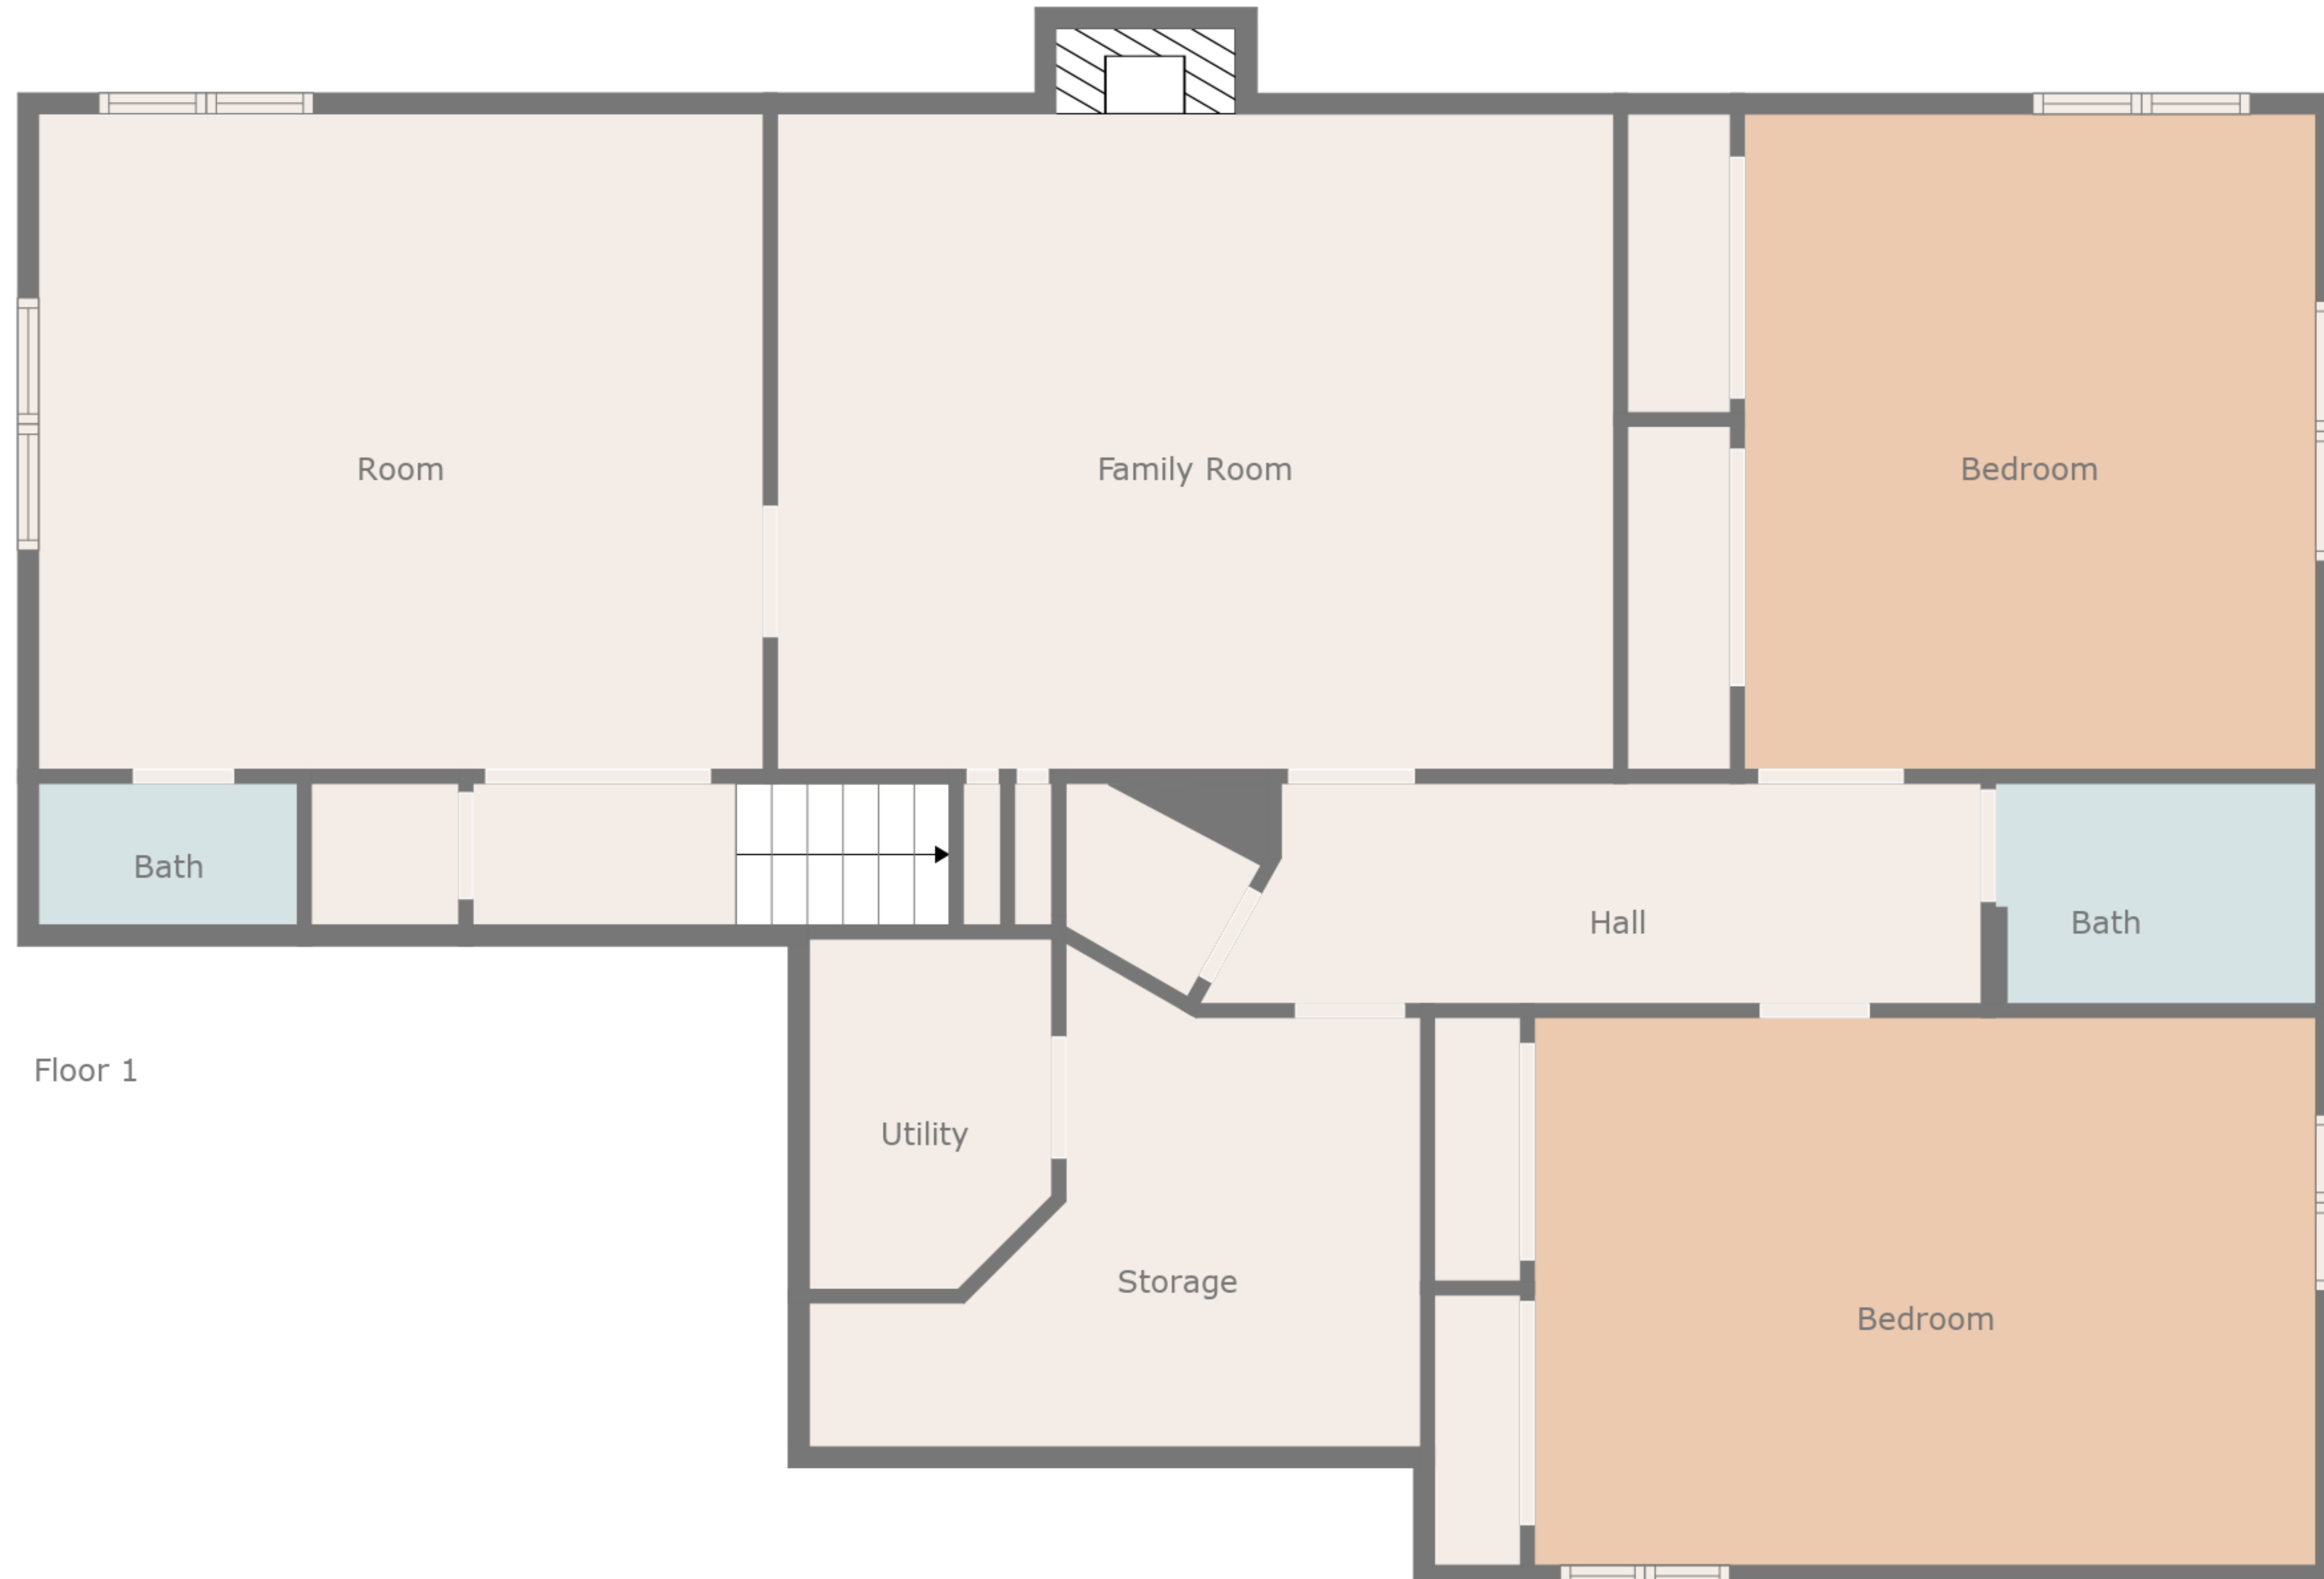 Room
Family Room
Bedroom
Bath
Hall
Bath
Floor 1
Utility
Storage
Bedroom